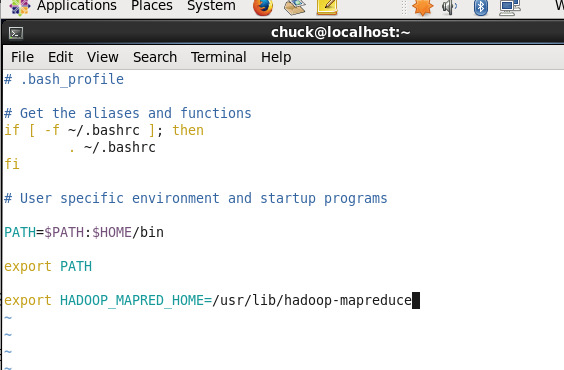 Applications Places System W
chuck@localhost:~
File Edit View Search Terminal Help
# .bash_profile
# Get the aliases and functions
if [ -f ~/.bashrc ]; then
. ~/.bashrc
fi
# User specific environment and startup programs
PATH=$PATH:$HOME/bin
export PATH
export HADOOP_MAPRED_HOME=/usr/lib/hadoop-mapreduce
~
~
~
~